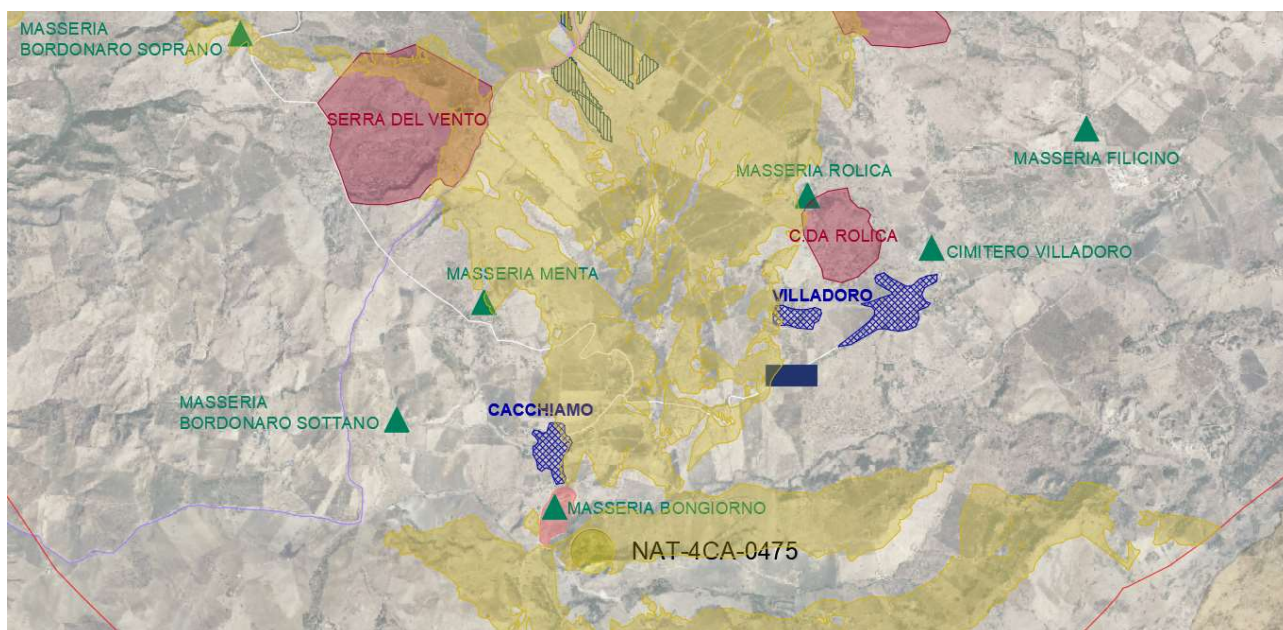 MASSERIA
BORDONARO SOPRANO
SERRA DEL VENTO
MASSERIA FILICINO
MASSERIA ROLICA
C.DA ROLICA
CIMITERO VILLADORO
MASSERIA MENTA
VILLADORO
MASSERIA
BORDONARO SOTTANO
CACCHIAMO
MASSERIA BONGIORNO
NAT-4CA-0475